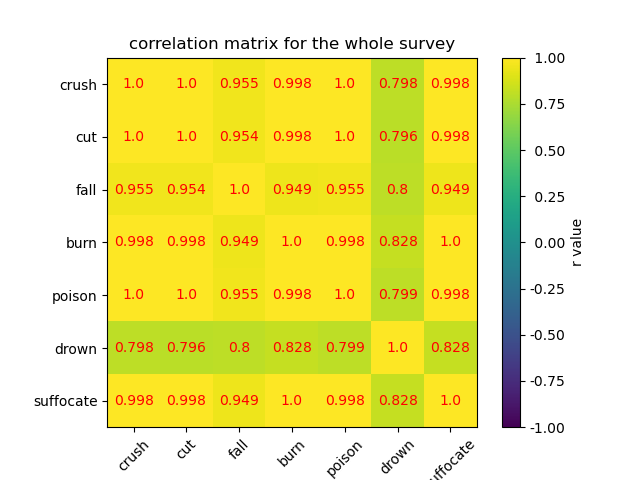 correlation matrix for the whole survey
crush 1.0 1.0 0.955 0.998 1.0 0.798 0.998
cut 1.0 1.0 0.954 0.998 1.0 0.796 0.998
fall 0.955 0.954 1.0 0.949 0.955 0.8 0.949
burn 0.998 0.998 0.949 1.0 0.998 0.828 1.0
poison 1.0 1.0 0.955 0.998 1.0 0.799 0.998
drown 0.798 0.796 0.8 0.828 0.799 1.0 0.828
suffocate 0.998 0.998 0.949 1.0 0.998 0.828 1.0
crush cut fall burn poison drown uffocate
1.00
0.75
0.50
0.25
0.00
-0.25
-0.50
-0.75
-1.00
r value